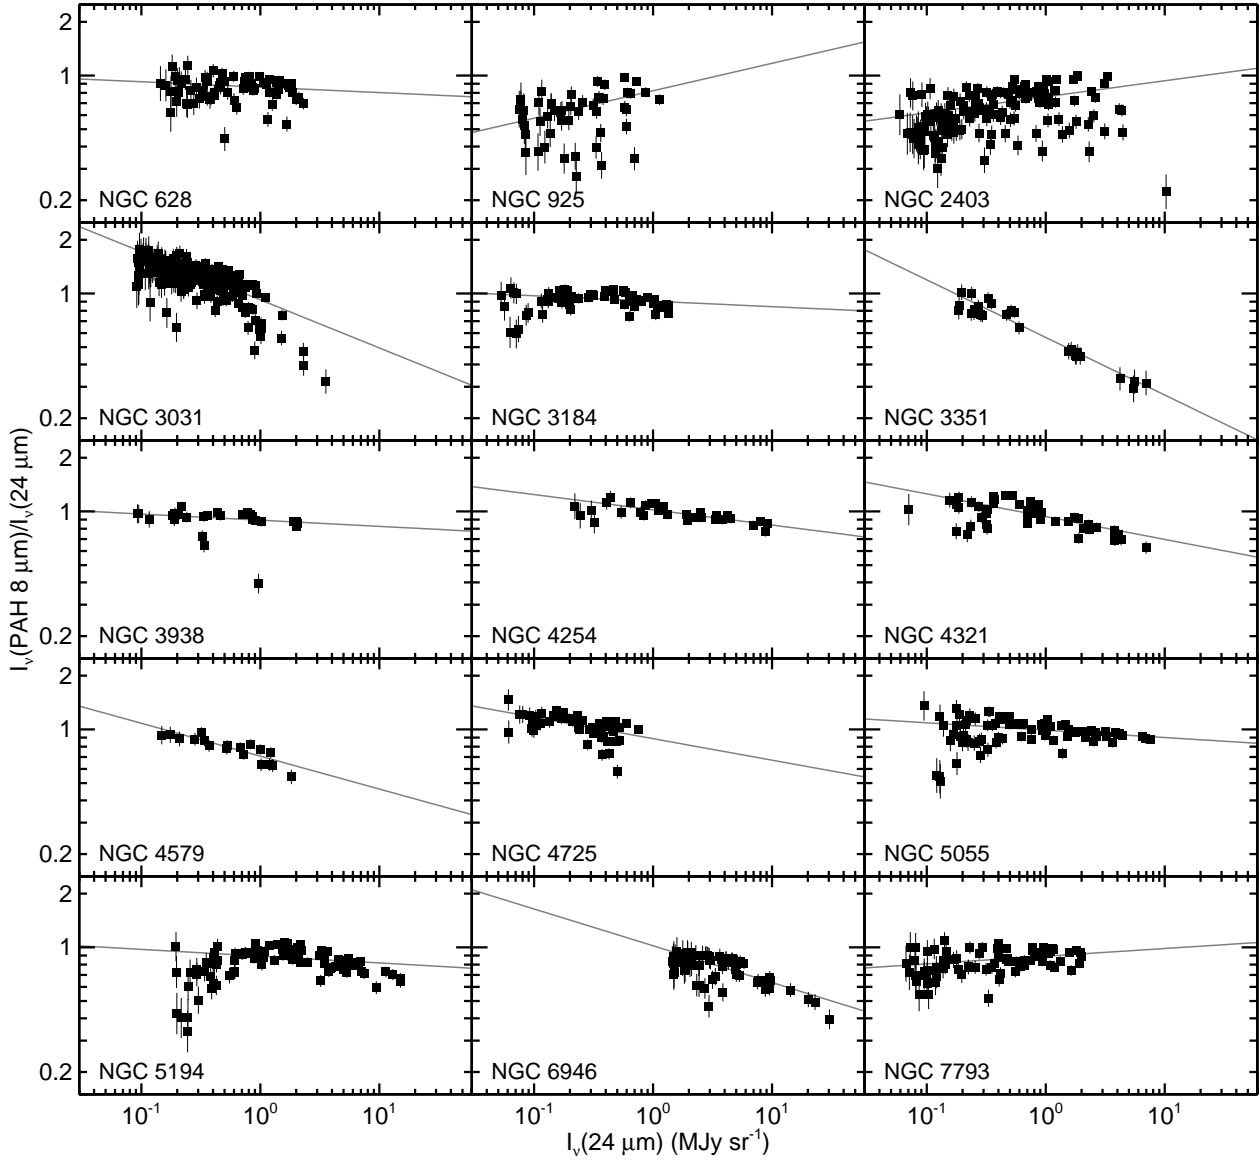 I_ν(PAH 8 μm)/I_ν(24 μm)
2
1
0.2
NGC 628
NGC 925
NGC 2403
2
1
0.2
NGC 3031
NGC 3184
NGC 3351
2
1
0.2
NGC 3938
NGC 4254
NGC 4321
2
1
0.2
NGC 4579
NGC 4725
NGC 5055
2
1
0.2
NGC 5194
NGC 6946
NGC 7793
10⁻¹ 10⁰ 10¹ 10⁻¹ 10⁰ 10¹ 10⁻¹ 10⁰ 10¹
I_ν(24 μm) (MJy sr⁻¹)